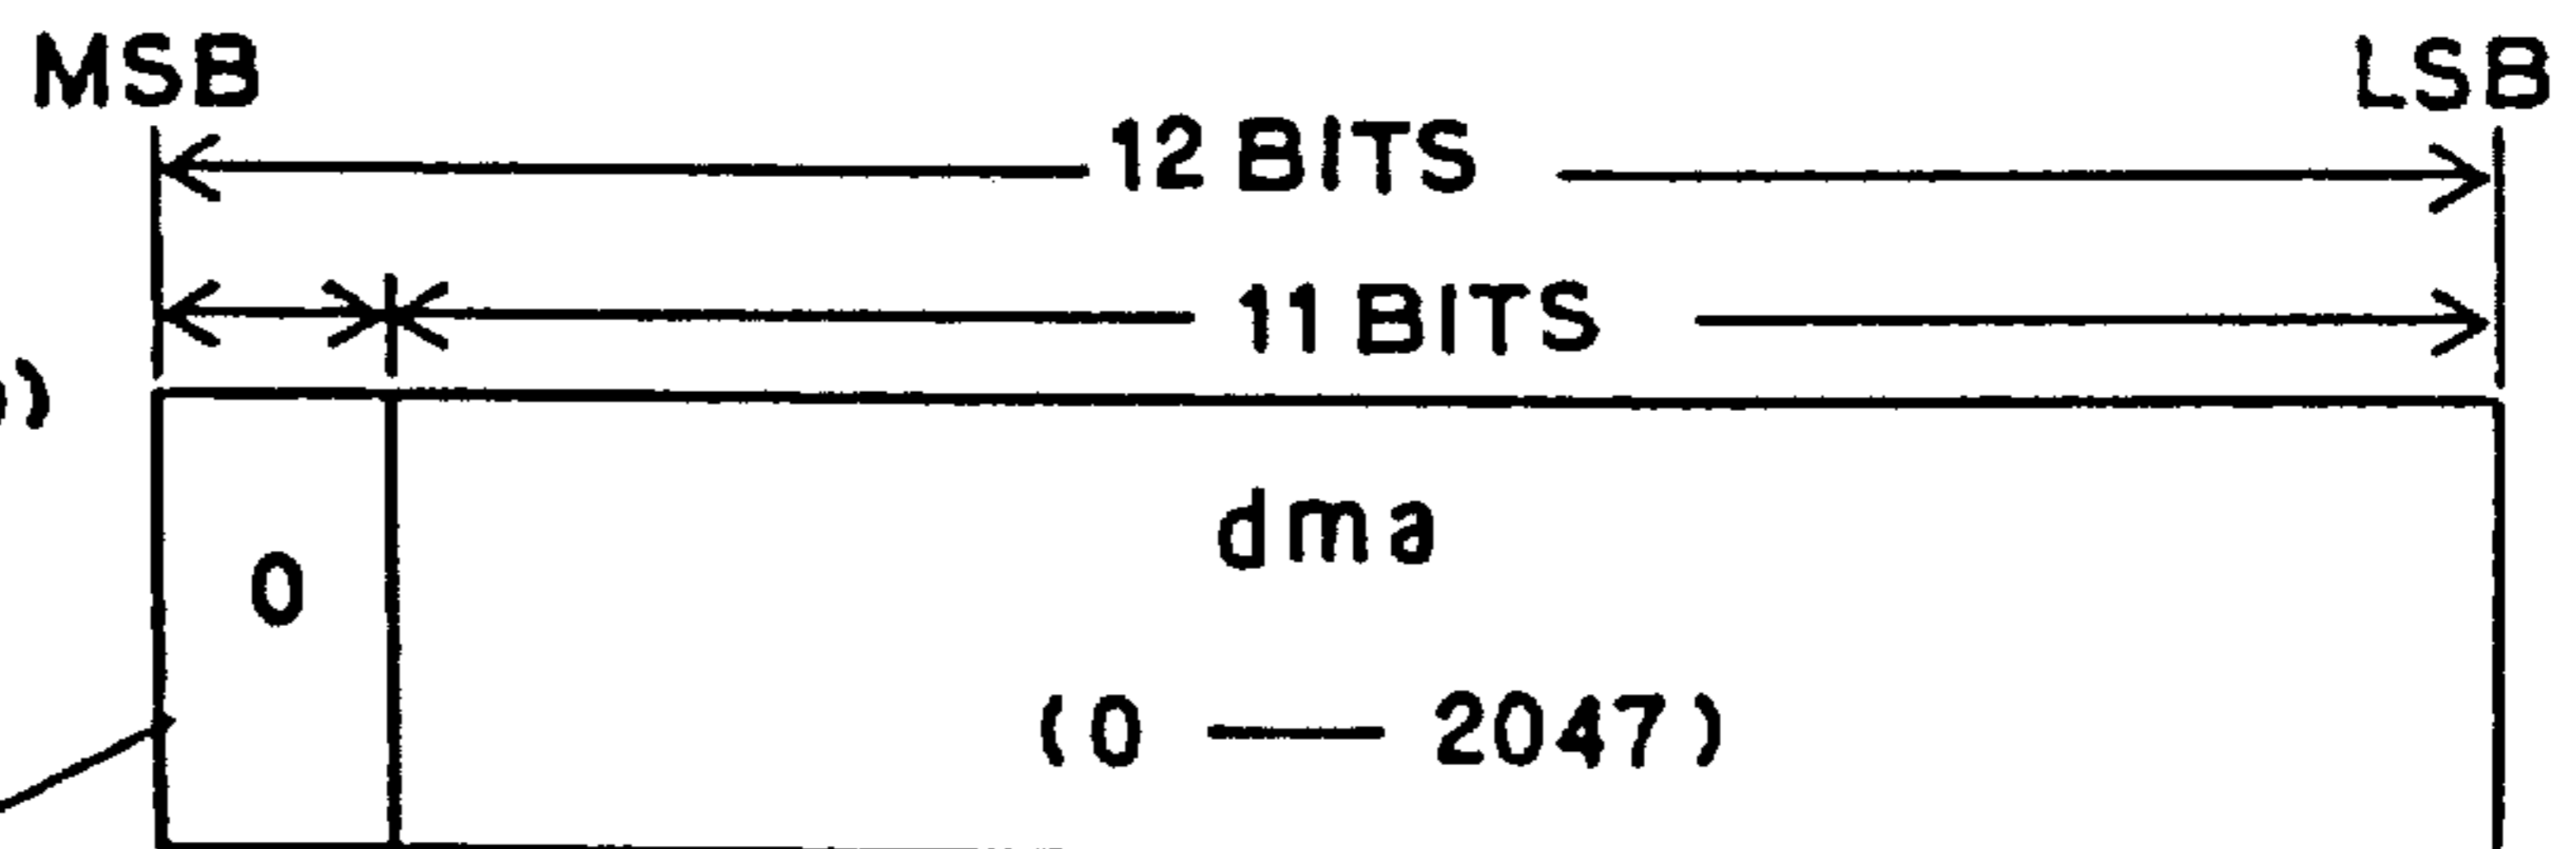 MSB LSB
12 BITS
11 BITS
)
dma
0
(0 — 2047)